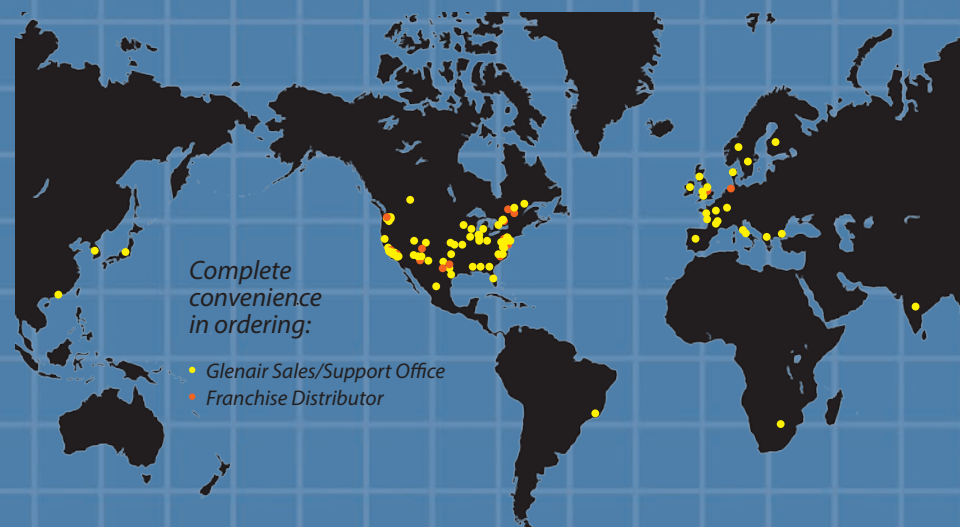 Complete
convenience
in ordering:
Glenair Sales/Support Office
Franchise Distributor